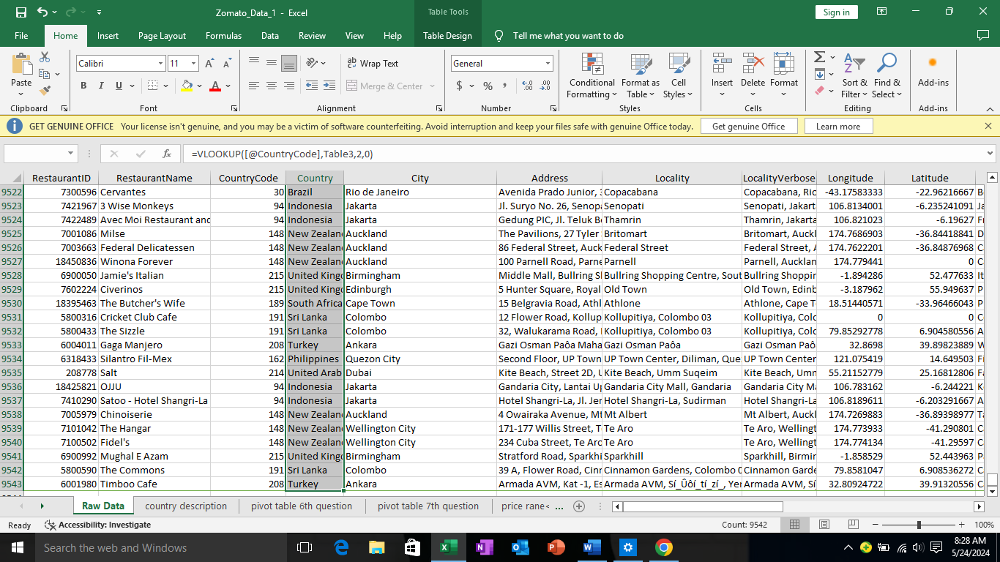 Zomato_Data_1 - Excel
Table Tools
Sign in
File Home Insert Page Layout Formulas Data Review View Help Table Design Tell me what you want to do
Paste
Calibri 11
B I U
Wrap Text
Merge & Center
General
$ % ,
Conditional Formatting
Format as Table
Cell Styles
Insert Delete Format
Sort & Filter
Find & Select
Add-ins
Clipboard Font Alignment Number Styles Cells Editing Add-ins
GET GENUINE OFFICE Your license isn't genuine, and you may be a victim of software counterfeiting. Avoid interruption and keep your files safe with genuine Office today. Get genuine Office Learn more
fx =VLOOKUP([@CountryCode],Table3,2,0)
RestaurantID RestaurantName CountryCode Country City Address Locality LocalityVerbose Longitude Latitude
9522 7300596 Cervantes 30 Brazil Rio de Janeiro Avenida Prado Junior, Copacabana Copacabana, Ric -43.17583333 -22.96216667 B
9523 7421967 3 Wise Monkeys 94 Indonesia Jakarta Jl. Suryo No. 26, Senop Senopati Senopati, Jakart 106.8134001 -6.235241091 Ja
9524 7422489 Avec Moi Restaurant and 94 Indonesia Jakarta Gedung PIC, Jl. Teluk B Thamrin Thamrin, Jakarta 106.821023 -6.19627 Fr
9525 7001086 Milse 148 New Zealan Auckland The Pavilions, 27 Tyler Britomart Britomart, Auckl 174.7686903 -36.84418841 D
9526 7003663 Federal Delicatessen 148 New Zealan Auckland 86 Federal Street, Auck Federal Street Federal Street, A 174.7622201 -36.84876968 C
9527 18450836 Winona Forever 148 New Zealan Auckland 100 Parnell Road, Parne Parnell Parnell, Aucklan 174.779441 0 C
9528 6900050 Jamie's Italian 215 United King Birmingham Middle Mall, Bullring S Bullring Shopping Centre, Sout Bullring Shoppin -1.894286 52.477633 It
9529 7602224 Civerinos 215 United King Edinburgh 5 Hunter Square, Royal Old Town Old Town, Edinb -3.187962 55.949637 P
9530 18395463 The Butcher's Wife 189 South Africa Cape Town 15 Belgravia Road, Athl Athlone Athlone, Cape T 18.51440571 -33.96466043 P
9531 5800316 Cricket Club Cafe 191 Sri Lanka Colombo 12 Flower Road, Kollup Kollupitiya, Colombo 03 Kollupitiya, Colo 0 0 C
9532 5800433 The Sizzle 191 Sri Lanka Colombo 32, Walukarama Road, Kollupitiya, Colombo 03 Kollupitiya, Colo 79.85292778 6.904580556 A
9533 6004011 Gaga Manjero 208 Turkey Ankara Gazi Osman Paôa Maha Gazi Osman Paôa Gazi Osman Paô 32.8698 39.89823889 W
9534 6318433 Silantro Fil-Mex 162 Philippines Quezon City Second Floor, UP Town UP Town Center, Diliman, Que UP Town Center 121.075419 14.649503 Fi
9535 208778 Salt 214 United Arab Dubai Kite Beach, Street 2D, U Kite Beach, Umm Suqeim Kite Beach, Umm 55.21152779 25.16812806 Fa
9536 18425821 OJJU 94 Indonesia Jakarta Gandaria City, Lantai U Gandaria City Mall, Gandaria Gandaria City M 106.783162 -6.244221 K
9537 7410290 Satoo - Hotel Shangri-La 94 Indonesia Jakarta Hotel Shangri-La, Jl. Jer Hotel Shangri-La, Sudirman Hotel Shangri-La 106.8189611 -6.203291667 A
9538 7005979 Chinoiserie 148 New Zealan Auckland 4 Owairaka Avenue, M Mt Albert Mt Albert, Auckl 174.7269883 -36.89398977 Ta
9539 7101042 The Hangar 148 New Zealan Wellington City 171-177 Willis Street, T Te Aro Te Aro, Wellingt 174.773933 -41.290801 C
9540 7100502 Fidel's 148 New Zealan Wellington City 234 Cuba Street, Te Aro Te Aro Te Aro, Wellingt 174.774134 -41.29597 C
9541 6900992 Mughal E Azam 215 United King Birmingham Stratford Road, Sparkhi Sparkhill Sparkhill, Birmir -1.858529 52.443963 P
9542 5800590 The Commons 191 Sri Lanka Colombo 39 A, Flower Road, Cinn Cinnamon Gardens, Colombo 0 Cinnamon Garde 79.8581047 6.908536272 C
9543 6001980 Timboo Cafe 208 Turkey Ankara Armada AVM, Kat -1, Es Armada AVM, Sí_Ûôí_tí_zí_, Yer Armada AVM, Sí 32.80924722 39.91320556 C
Raw Data country description pivot table 6th question pivot table 7th question price rane< ...
Ready Accessibility: Investigate Count: 9542 100%
Search the web and Windows
8:28 AM
5/24/2024